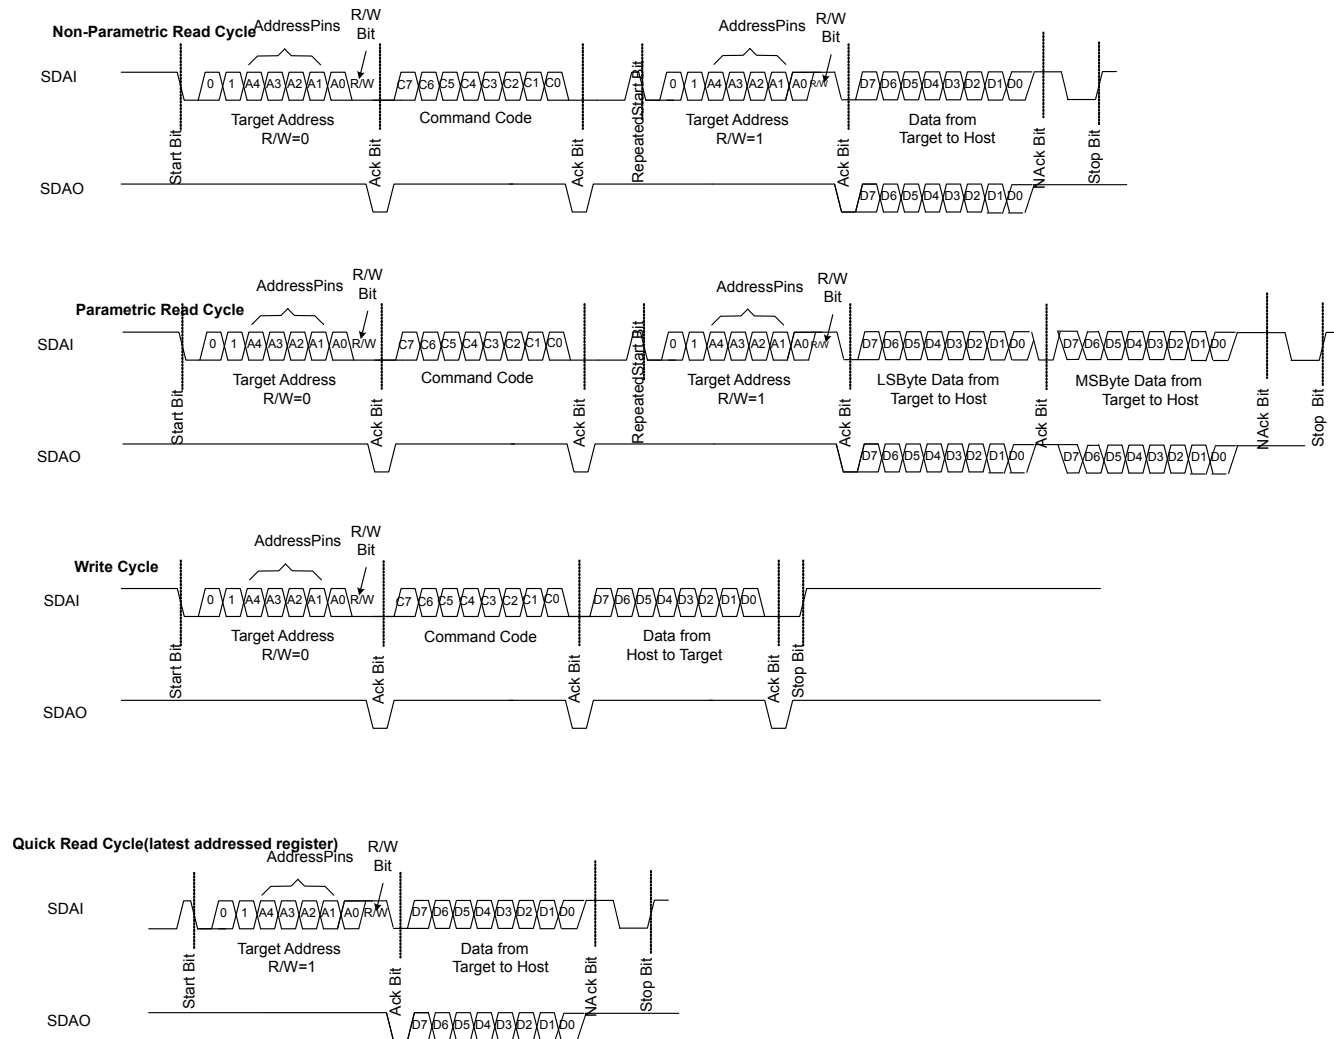 Non-Parametric Read Cycle
AddressPins
R/W
Bit
AddressPins
R/W
Bit
SDAI
0 1 A4 A3 A2 A1 A0 R/W
C7 C6 C5 C4 C3 C2 C1 C0
0 1 A4 A3 A2 A1 A0 R/W
D7 D6 D5 D4 D3 D2 D1 D0
Target Address
R/W=0
Command Code
Target Address
R/W=1
Data from
Target to Host
Start Bit
Ack Bit
Ack Bit
RepeatedStart Bit
Ack Bit
NAck Bit
Stop Bit
SDAO
D7 D6 D5 D4 D3 D2 D1 D0
Parametric Read Cycle
AddressPins
R/W
Bit
AddressPins
R/W
Bit
SDAI
0 1 A4 A3 A2 A1 A0 R/W
C7 C6 C5 C4 C3 C2 C1 C0
0 1 A4 A3 A2 A1 A0 R/W
D7 D6 D5 D4 D3 D2 D1 D0
D7 D6 D5 D4 D3 D2 D1 D0
Target Address
R/W=0
Command Code
Target Address
R/W=1
LSByte Data from
Target to Host
MSByte Data from
Target to Host
Start Bit
Ack Bit
Ack Bit
RepeatedStart Bit
Ack Bit
Ack Bit
NAck Bit
Stop Bit
SDAO
D7 D6 D5 D4 D3 D2 D1 D0
D7 D6 D5 D4 D3 D2 D1 D0
Write Cycle
AddressPins
R/W
Bit
SDAI
0 1 A4 A3 A2 A1 A0 R/W
C7 C6 C5 C4 C3 C2 C1 C0
D7 D6 D5 D4 D3 D2 D1 D0
Target Address
R/W=0
Command Code
Data from
Host to Target
Start Bit
Ack Bit
Ack Bit
Ack Bit
Stop Bit
SDAO
Quick Read Cycle(latest addressed register)
AddressPins
R/W
Bit
SDAI
0 1 A4 A3 A2 A1 A0 R/W
D7 D6 D5 D4 D3 D2 D1 D0
Target Address
R/W=1
Data from
Target to Host
Start Bit
Ack Bit
NAck Bit
Stop Bit
SDAO
D7 D6 D5 D4 D3 D2 D1 D0